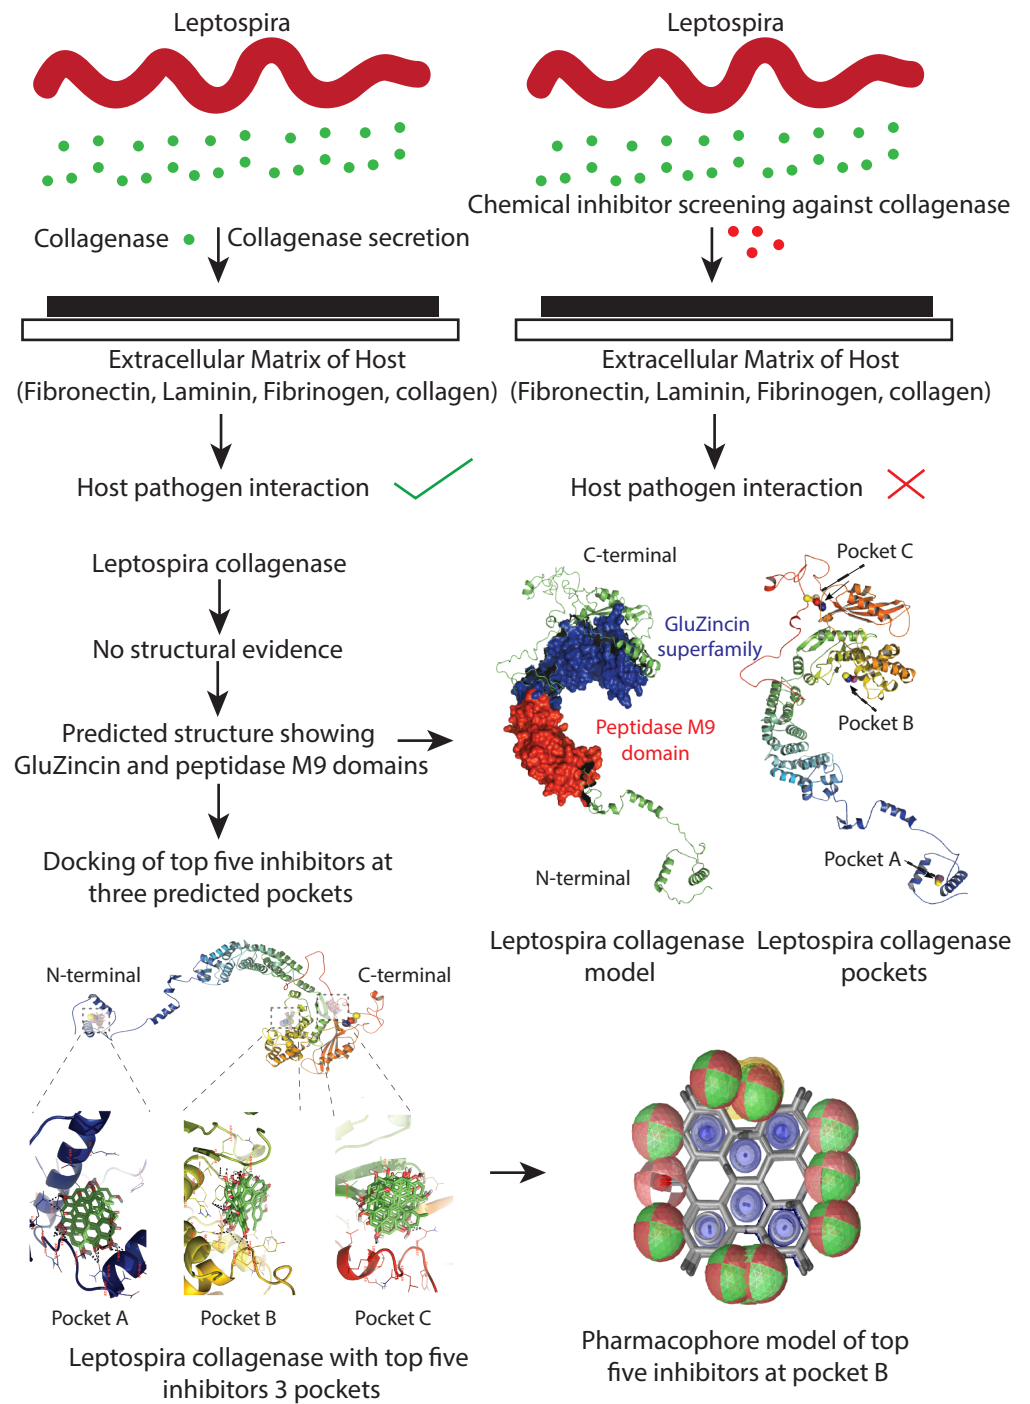 Leptospira
Collagenase
Collagenase secretion
Extracellular Matrix of Host
(Fibronectin, Laminin, Fibrinogen, collagen)
Host pathogen interaction
Leptospira
Chemical inhibitor screening against collagenase
Extracellular Matrix of Host
(Fibronectin, Laminin, Fibrinogen, collagen)
Host pathogen interaction
Leptospira collagenase
No structural evidence
Predicted structure showing
GluZincin and peptidase M9 domains
Docking of top five inhibitors at
three predicted pockets
C-terminal
GluZincin
superfamily
Peptidase M9
domain
N-terminal
Leptospira collagenase
model
Pocket C
Pocket B
Pocket A
Leptospira collagenase
pockets
N-terminal
C-terminal
Pocket A
Pocket B
Pocket C
Leptospira collagenase with top five
inhibitors 3 pockets
Pharmacophore model of top
five inhibitors at pocket B